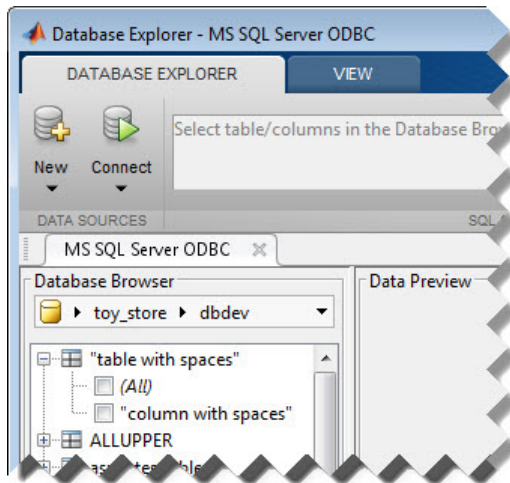 Database Explorer - MS SQL Server ODBC
DATABASE EXPLORER VIEW
Select table/columns in the Database
New Connect
DATA SOURCES SQL
MS SQL Server ODBC
Database Browser Data Preview
toy_store dbdev
"table with spaces"
(All)
"column with spaces"
ALLUPPER